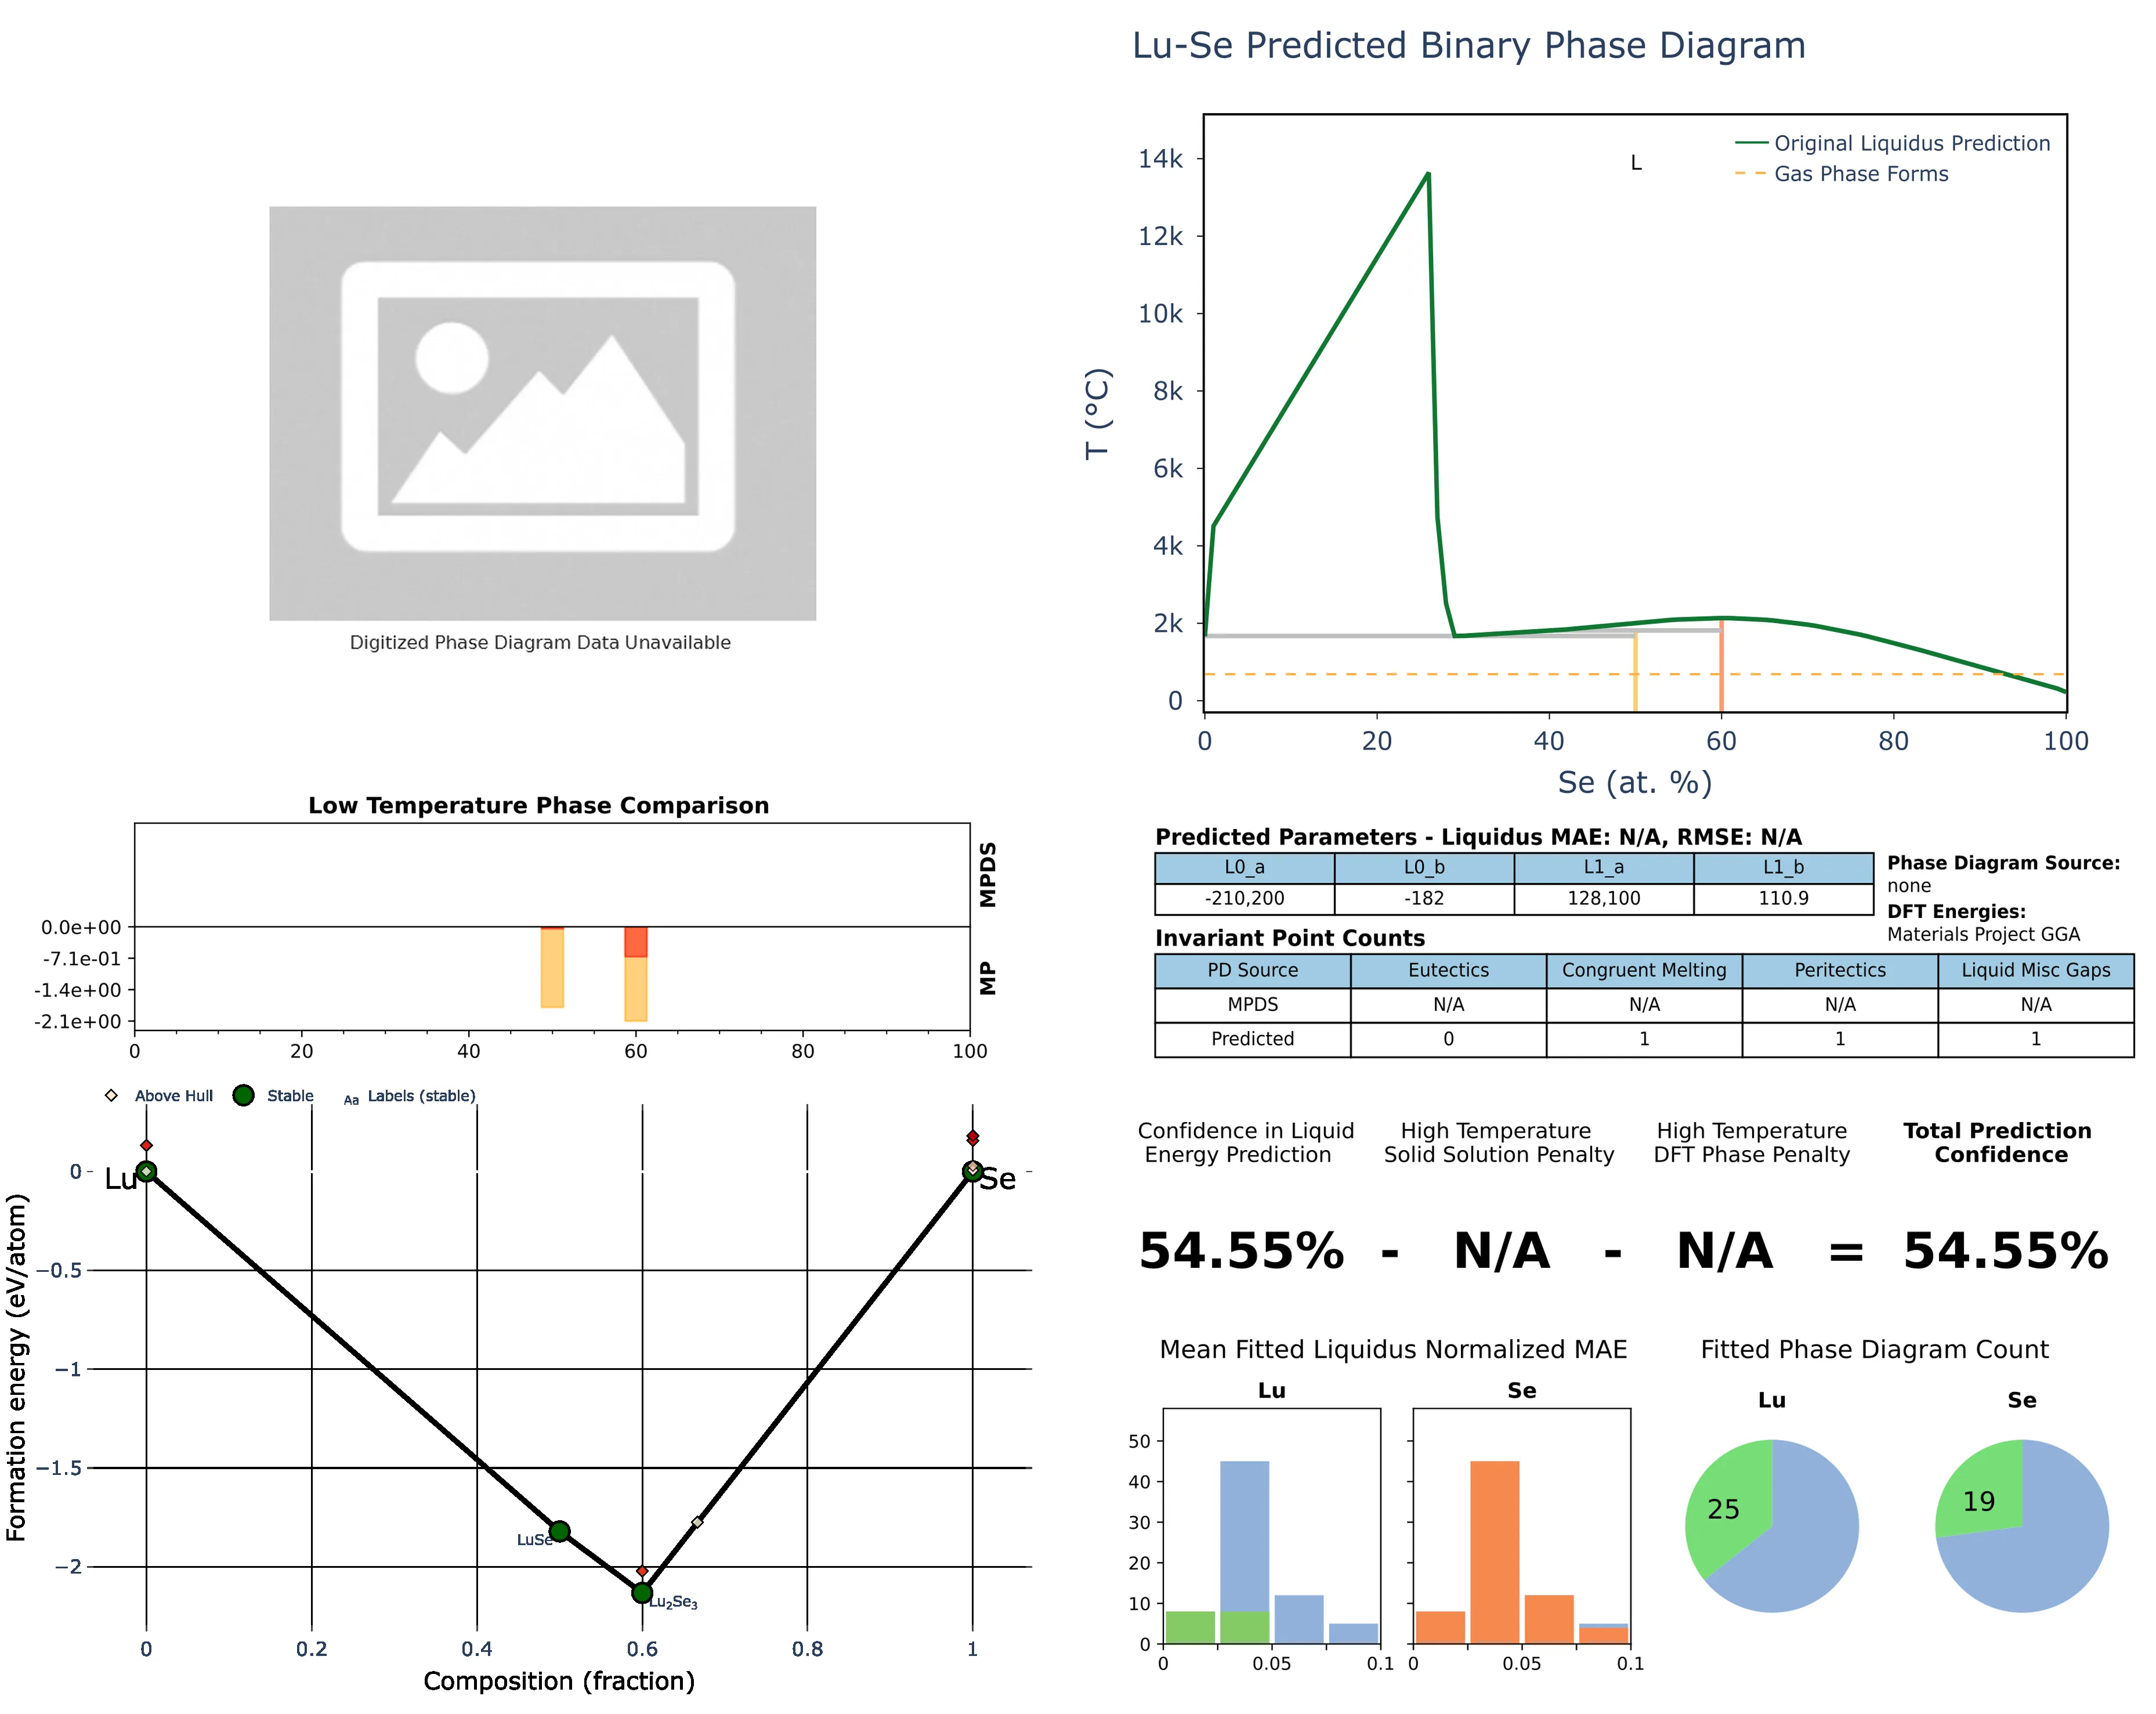 Lu-Se Predicted Binary Phase Diagram
14k
12k
10k
8k
6k
4k
2k
0
T (°C)
L
Original Liquidus Prediction
Gas Phase Forms
0 20 40 60 80 100
Se (at. %)
Digitized Phase Diagram Data Unavailable
Low Temperature Phase Comparison
MPDS
MP
0.0e+00
-7.1e-01
-1.4e+00
-2.1e+00
0 20 40 60 80 100
Predicted Parameters - Liquidus MAE: N/A, RMSE: N/A
L0_a L0_b L1_a L1_b
-210,200 -182 128,100 110.9
Phase Diagram Source:
none
DFT Energies:
Materials Project GGA
Invariant Point Counts
PD Source Eutectics Congruent Melting Peritectics Liquid Misc Gaps
MPDS N/A N/A N/A N/A
Predicted 0 1 1 1
Above Hull Stable Aa Labels (stable)
Lu
Se
LuSe
Lu₂Se₃
0
−0.5
−1
−1.5
−2
Formation energy (eV/atom)
0 0.2 0.4 0.6 0.8 1
Composition (fraction)
Confidence in Liquid
Energy Prediction
High Temperature
Solid Solution Penalty
High Temperature
DFT Phase Penalty
Total Prediction
Confidence
54.55% - N/A - N/A = 54.55%
Mean Fitted Liquidus Normalized MAE
Lu Se
50
40
30
20
10
0
0 0.05 0.1 0 0.05 0.1
Fitted Phase Diagram Count
Lu Se
25 19